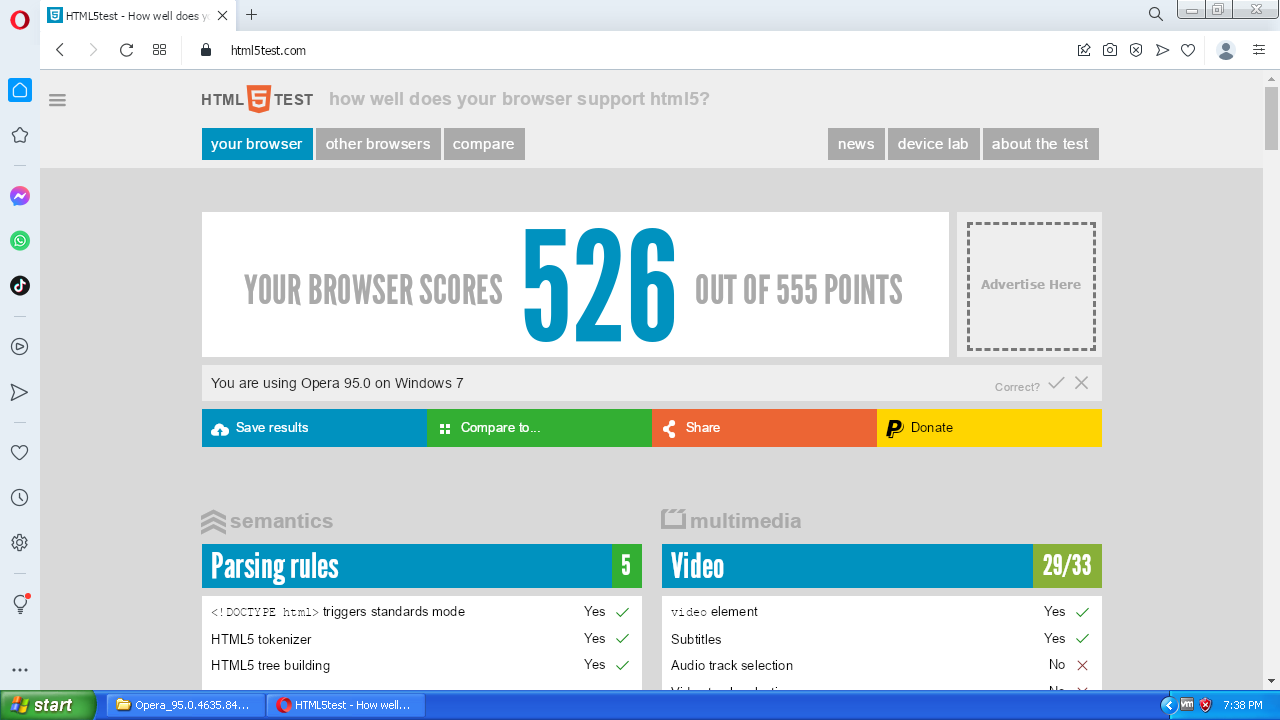 HTML5test - How well does yo
html5test.com
HTML 5 TEST how well does your browser support html5?
your browser other browsers compare news device lab about the test
YOUR BROWSER SCORES 526 OUT OF 555 POINTS
Advertise Here
You are using Opera 95.0 on Windows 7 Correct?
Save results Compare to... Share Donate
semantics
Parsing rules 5
<!DOCTYPE html> triggers standards mode Yes
HTML5 tokenizer Yes
HTML5 tree building Yes
multimedia
Video 29/33
video element Yes
Subtitles Yes
Audio track selection No
start Opera_95.0.4635.84... HTML5test - How well... vm 7:38 PM